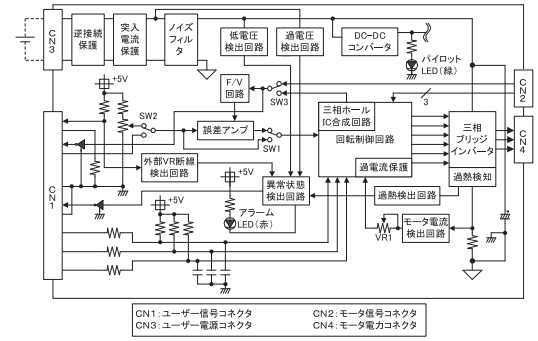 CN3
逆接続
保護
突入
電流
保護
ノイズ
フィル
タ
低電圧
検出回路
過電圧
検出回路
DC-DC
コンバータ
パイロット
LED(緑)
+5V
F/V
回路
SW3
SW2
誤差アンプ
SW1
三相ホール
IC合成回路
回転制御回路
過電流保護
3
CN2
三相
ブリッジ
インバータ
過熱検知
CN4
CN1
外部VR断線
検出回路
+5V
異常状態
検出回路
過熱検出回路
+5V
アラーム
LED(赤)
VR1
モータ電流
検出回路
CN1:ユーザー信号コネクタ
CN2:モータ信号コネクタ
CN3:ユーザー電源コネクタ
CN4:モータ電力コネクタ